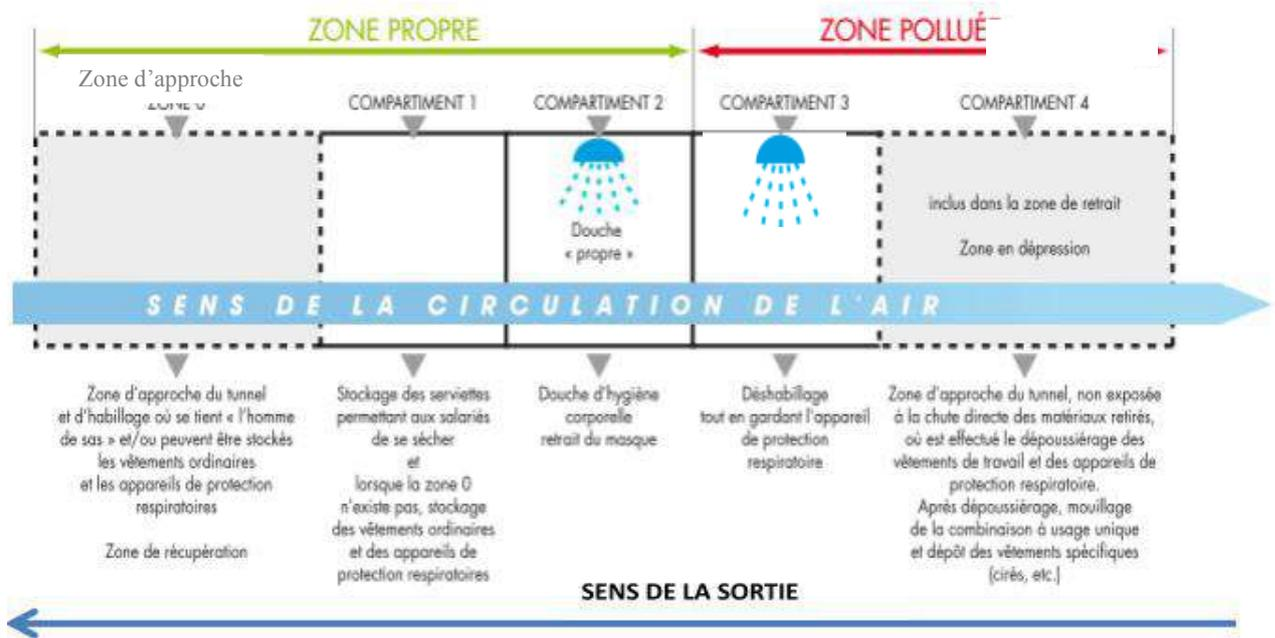 ZONE PROPRE
ZONE POLLUÉ
Zone d'approche
ZONE 0
COMPARTIMENT 1
COMPARTIMENT 2
COMPARTIMENT 3
COMPARTIMENT 4
Douche
« propre »
inclus dans la zone de retrait
Zone en dépression
SENS DE LA CIRCULATION DE L'AIR
Zone d'approche du tunnel
et d'habillage où se tient « l'homme
de sas » et/ou peuvent être stockés
les vêtements ordinaires
et les appareils de protection
respiratoires
Zone de récupération
Stockage des serviettes
permettant aux salariés
de se sécher
et
lorsque la zone 0
n'existe pas, stockage
des vêtements ordinaires
et des appareils de
protection respiratoires
Douche d'hygiène
corporelle
retrait du masque
Déshabillage
tout en gardant l'appareil
de protection
respiratoire
Zone d'approche du tunnel, non exposée
à la chute directe des matériaux retirés,
où est effectué le dépoussiérage des
vêtements de travail et des appareils de
protection respiratoire.
Après dépoussiérage, mouillage
de la combinaison à usage unique
et dépôt des vêtements spécifiques
(cirés, etc.)
SENS DE LA SORTIE